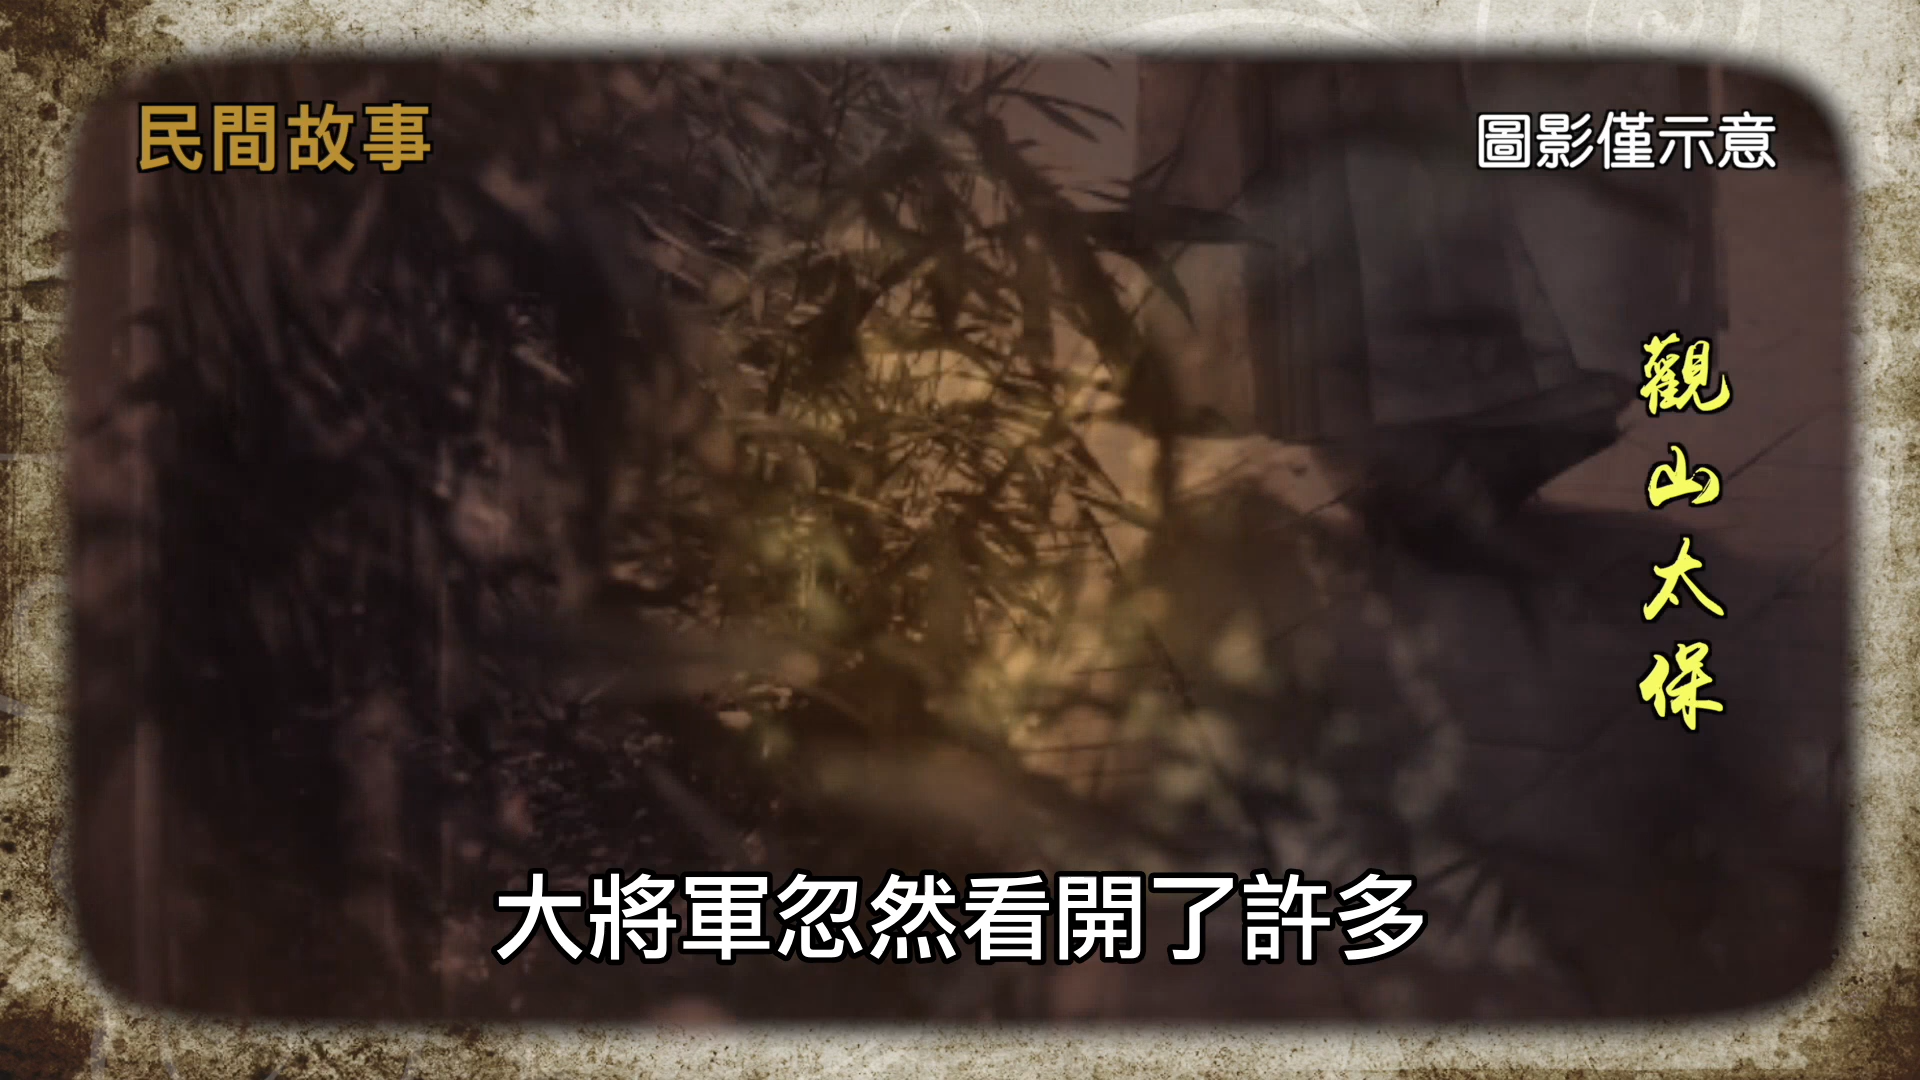 民間故事
圖影僅示意
觀山太保
大將軍忽然看開了許多